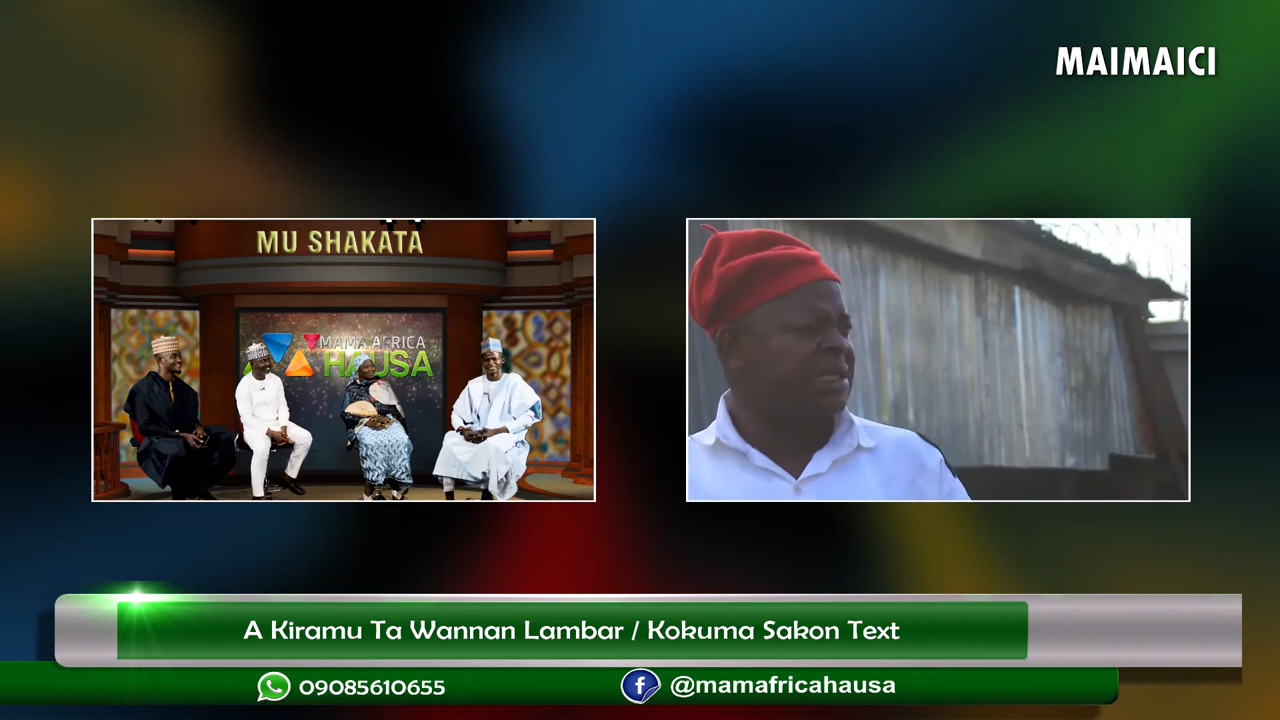 MAIMAICI
MU SHAKATA
MAMA AFRICA
HAUSA
A Kiramu Ta Wannan Lambar / Kokuma Sakon Text
09085610655
@mamafricahausa